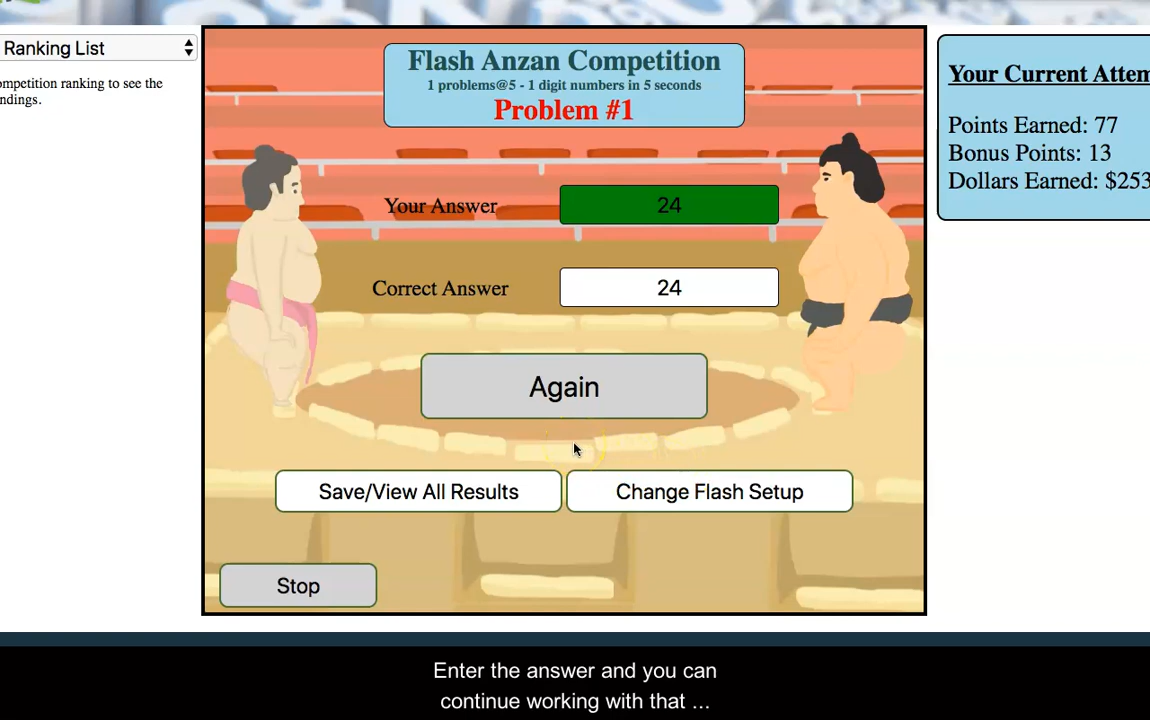 Ranking List
ompetition ranking to see the
ndings.
Flash Anzan Competition
1 problems@5 - 1 digit numbers in 5 seconds
Problem #1
Your Answer 24
Correct Answer 24
Again
Save/View All Results Change Flash Setup
Stop
Your Current Attem
Points Earned: 77
Bonus Points: 13
Dollars Earned: $253
Enter the answer and you can
continue working with that ...